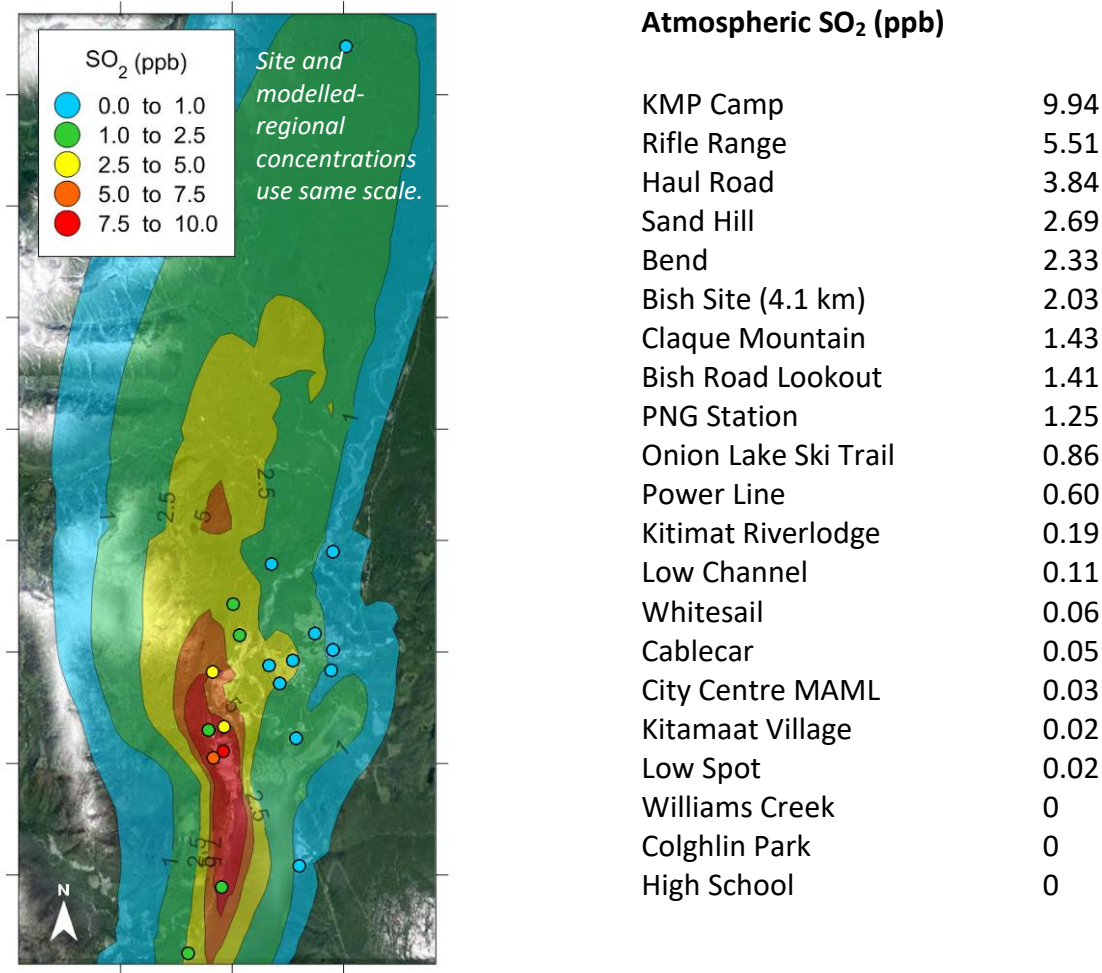 SO2 (ppb)
0.0 to 1.0
1.0 to 2.5
2.5 to 5.0
5.0 to 7.5
7.5 to 10.0
Site and
modelled-
regional
concentrations
use same scale.
1
2.5
1
2.5
5
5
1
2.5
1
2.5
5
7.5
N
Atmospheric SO₂ (ppb)
KMP Camp 9.94
Rifle Range 5.51
Haul Road 3.84
Sand Hill 2.69
Bend 2.33
Bish Site (4.1 km) 2.03
Claque Mountain 1.43
Bish Road Lookout 1.41
PNG Station 1.25
Onion Lake Ski Trail 0.86
Power Line 0.60
Kitimat Riverlodge 0.19
Low Channel 0.11
Whitesail 0.06
Cablecar 0.05
City Centre MAML 0.03
Kitamaat Village 0.02
Low Spot 0.02
Williams Creek 0
Colghlin Park 0
High School 0